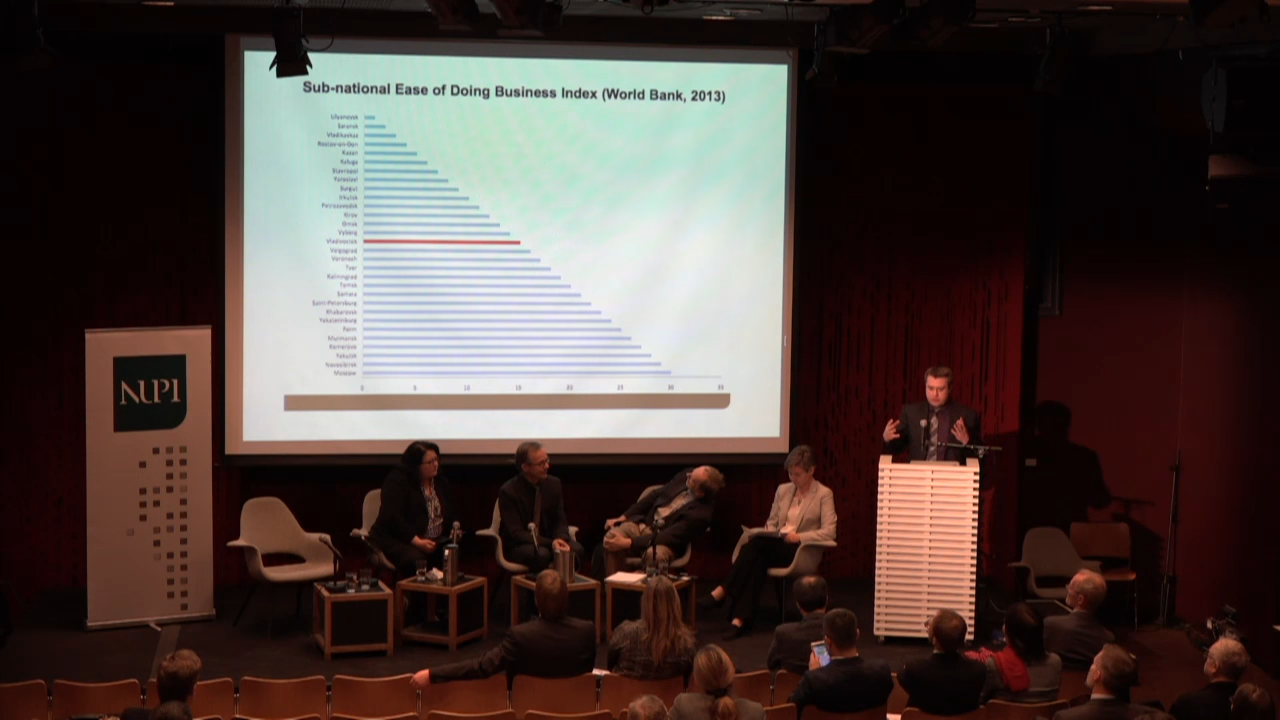 Sub-national Ease of Doing Business Index (World Bank, 2013)
Ulyanovsk
Saransk
Vladikavkaz
Rostov-on-Don
Kazan
Kaluga
Stavropol
Yaroslavl
Surgut
Irkutsk
Petrozavodsk
Kirov
Omsk
Vyborg
Vladivostok
Volgograd
Voronezh
Tver
Kaliningrad
Tomsk
Samara
Saint-Petersburg
Khabarovsk
Yekaterinburg
Perm
Murmansk
Kemerovo
Yakutsk
Novosibirsk
Moscow
0 5 10 15 20 25 30 35
NUPI